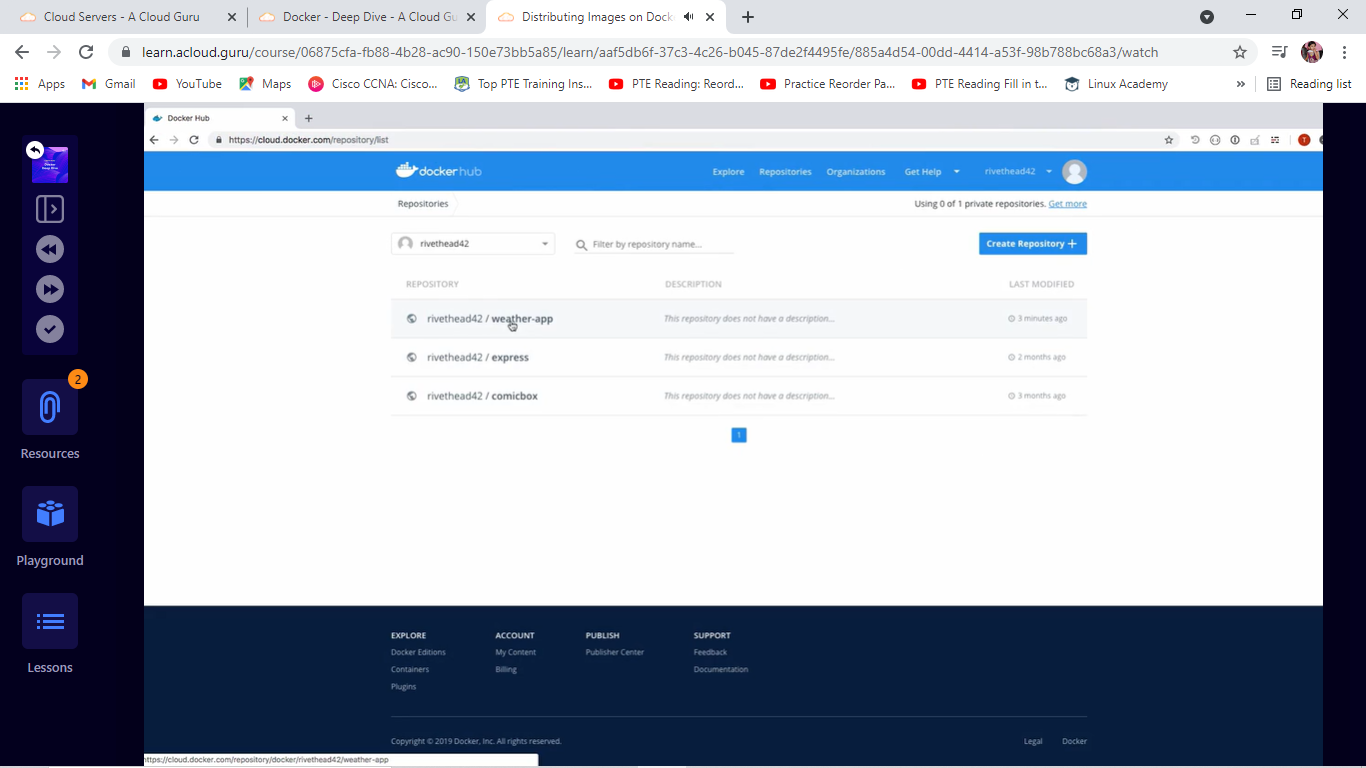 Cloud Servers - A Cloud Guru
Docker - Deep Dive - A Cloud Gu
Distributing Images on Dock
learn.acloud.guru/course/06875cfa-fb88-4b28-ac90-150e73bb5a85/learn/aaf5db6f-37c3-4c26-b045-87de2f4495fe/885a4d54-00dd-4414-a53f-98b788bc68a3/watch
Apps Gmail YouTube Maps Cisco CCNA: Cisco... Top PTE Training Ins... PTE Reading: Reord... Practice Reorder Pa... PTE Reading Fill in t... Linux Academy » Reading list
Docker Hub
https://cloud.docker.com/repository/list
T
Docker
Deep Dive
2
Resources
Playground
Lessons
dockerhub
Explore Repositories Organizations Get Help rivethead42
Repositories
Using 0 of 1 private repositories. Get more
rivethead42
Filter by repository name...
Create Repository +
REPOSITORY DESCRIPTION LAST MODIFIED
rivethead42 / weather-app This repository does not have a description... 3 minutes ago
rivethead42 / express This repository does not have a description... 2 months ago
rivethead42 / comicbox This repository does not have a description... 3 months ago
1
EXPLORE
Docker Editions
Containers
Plugins
ACCOUNT
My Content
Billing
PUBLISH
Publisher Center
SUPPORT
Feedback
Documentation
Copyright © 2019 Docker, Inc. All rights reserved.
Legal Docker
https://cloud.docker.com/repository/docker/rivethead42/weather-app